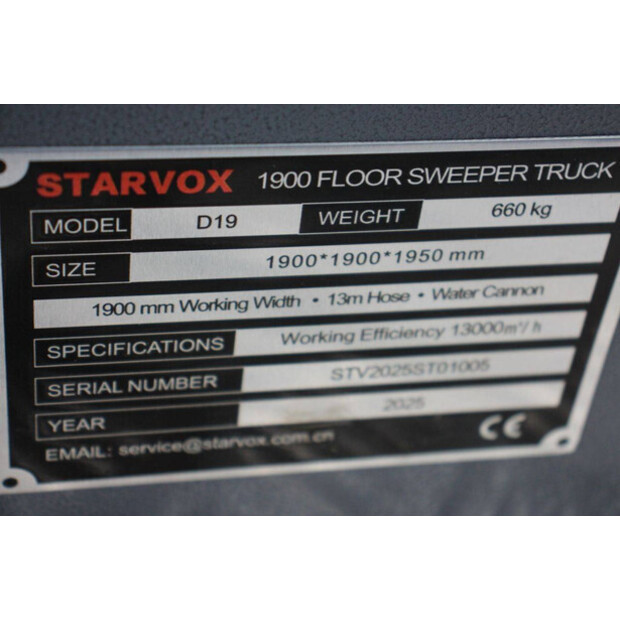 STARVOX 1900 FLOOR SWEEPER TRUCK
MODEL D19 WEIGHT 660 kg
SIZE 1900*1900*1950 mm
1900 mm Working Width • 13m Hose • Water Cannon
SPECIFICATIONS Working Efficiency 13000㎡/h
SERIAL NUMBER STV2025ST01005
YEAR 2025
EMAIL: service@starvox.com.cn CE